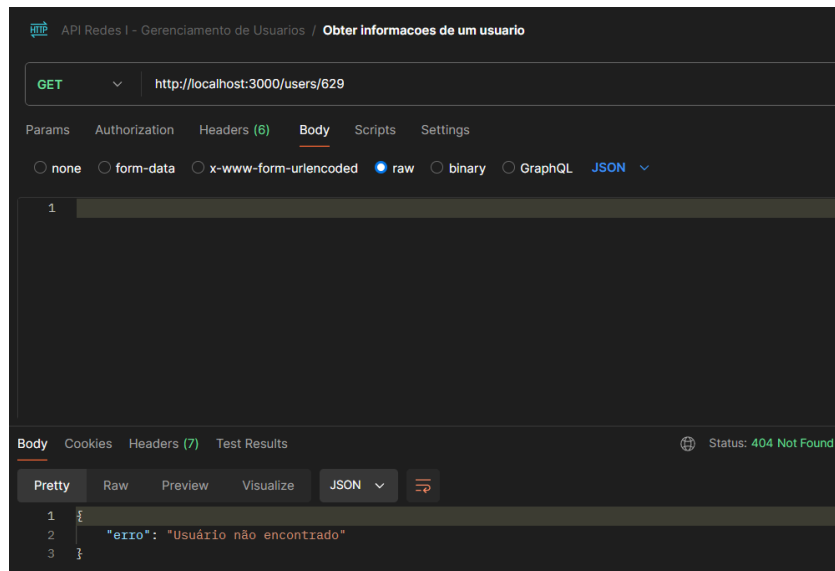 HTTP API Redes I - Gerenciamento de Usuarios / Obter informacoes de um usuario
GET http://localhost:3000/users/629
Params Authorization Headers (6) Body Scripts Settings
none form-data x-www-form-urlencoded raw binary GraphQL JSON
1
Body Cookies Headers (7) Test Results Status: 404 Not Found
Pretty Raw Preview Visualize JSON
1 {
2 "erro": "Usuário não encontrado"
3 }